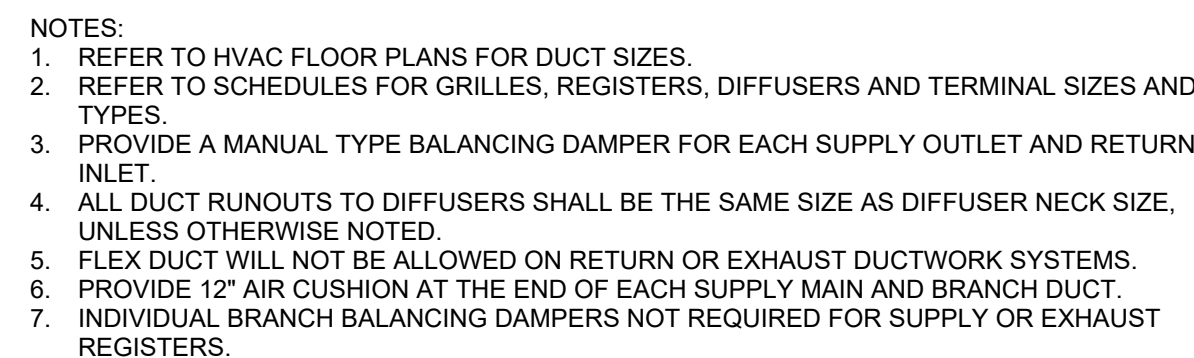 NOTES:
1. REFER TO HVAC FLOOR PLANS FOR DUCT SIZES.
2. REFER TO SCHEDULES FOR GRILLES, REGISTERS, DIFFUSERS AND TERMINAL SIZES AND
TYPES.
3. PROVIDE A MANUAL TYPE BALANCING DAMPER FOR EACH SUPPLY OUTLET AND RETURN
INLET.
4. ALL DUCT RUNOUTS TO DIFFUSERS SHALL BE THE SAME SIZE AS DIFFUSER NECK SIZE,
UNLESS OTHERWISE NOTED.
5. FLEX DUCT WILL NOT BE ALLOWED ON RETURN OR EXHAUST DUCTWORK SYSTEMS.
6. PROVIDE 12" AIR CUSHION AT THE END OF EACH SUPPLY MAIN AND BRANCH DUCT.
7. INDIVIDUAL BRANCH BALANCING DAMPERS NOT REQUIRED FOR SUPPLY OR EXHAUST
REGISTERS.